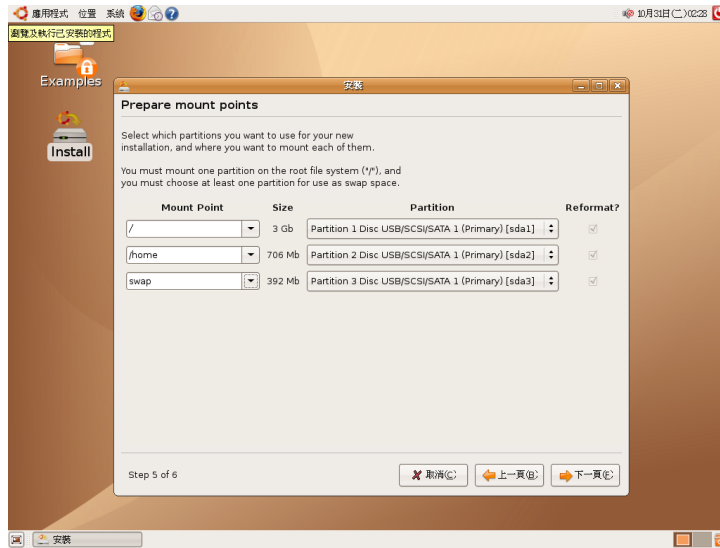 應用程式 位置 系統 10月31日(二)02:28
瀏覽及執行已安裝的程式
Examples
Install
安裝
Prepare mount points
Select which partitions you want to use for your new
installation, and where you want to mount each of them.
You must mount one partition on the root file system ("/"), and
you must choose at least one partition for use as swap space.
Mount Point Size Partition Reformat?
/ 3 Gb Partition 1 Disc USB/SCSI/SATA 1 (Primary) [sda1]
/home 706 Mb Partition 2 Disc USB/SCSI/SATA 1 (Primary) [sda2]
swap 392 Mb Partition 3 Disc USB/SCSI/SATA 1 (Primary) [sda3]
Step 5 of 6 取消(C) 上一頁(B) 下一頁(F)
安裝